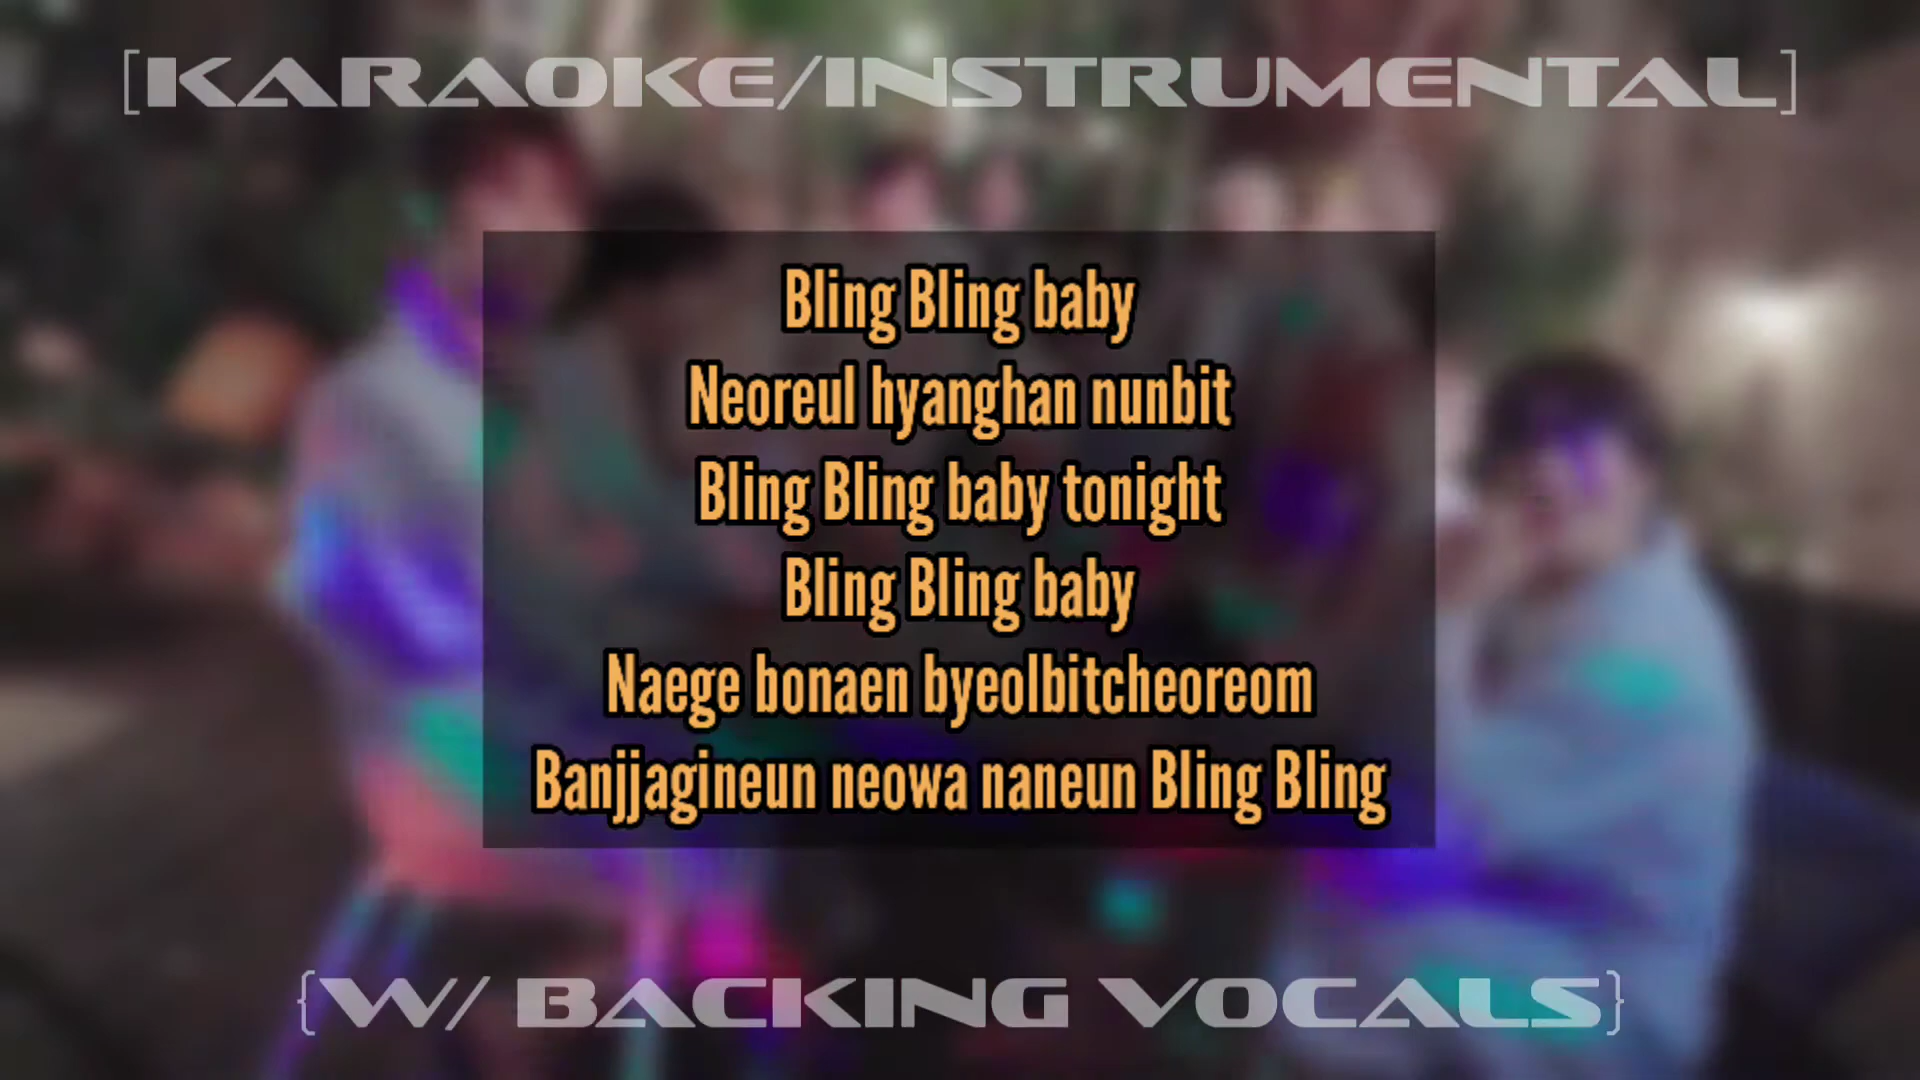 [KARAOKE/INSTRUMENTAL]
Bling Bling baby
Neoreul hyanghan nunbit
Bling Bling baby tonight
Bling Bling baby
Naege bonaen byeolbitcheoreom
Banjjagineun neowa naneun Bling Bling
{W/ BACKING VOCALS}